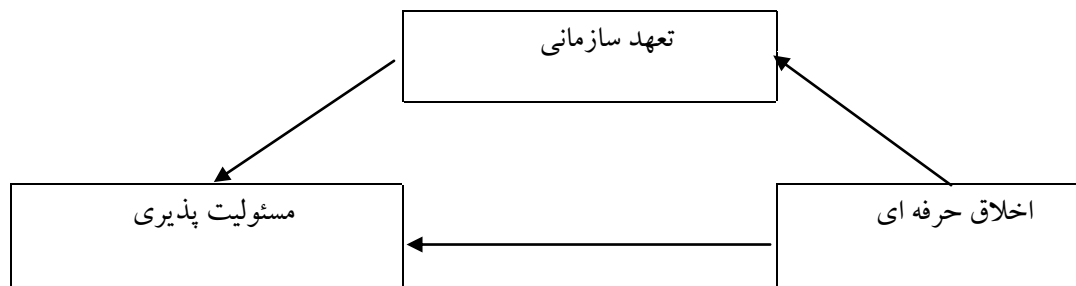 تعهد سازمانی
اخلاق حرفه ای
مسئولیت پذیری